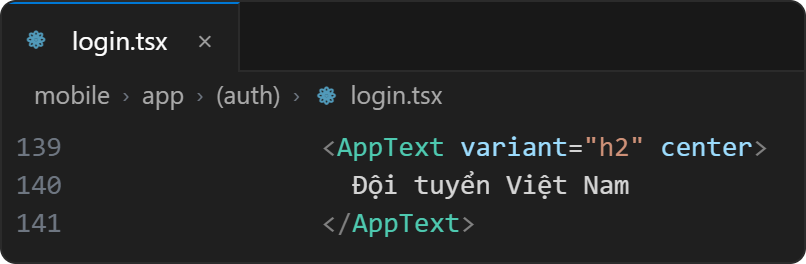 login.tsx ×
mobile › app › (auth) › login.tsx
139 <AppText variant="h2" center>
140 Đội tuyển Việt Nam
141 </AppText>